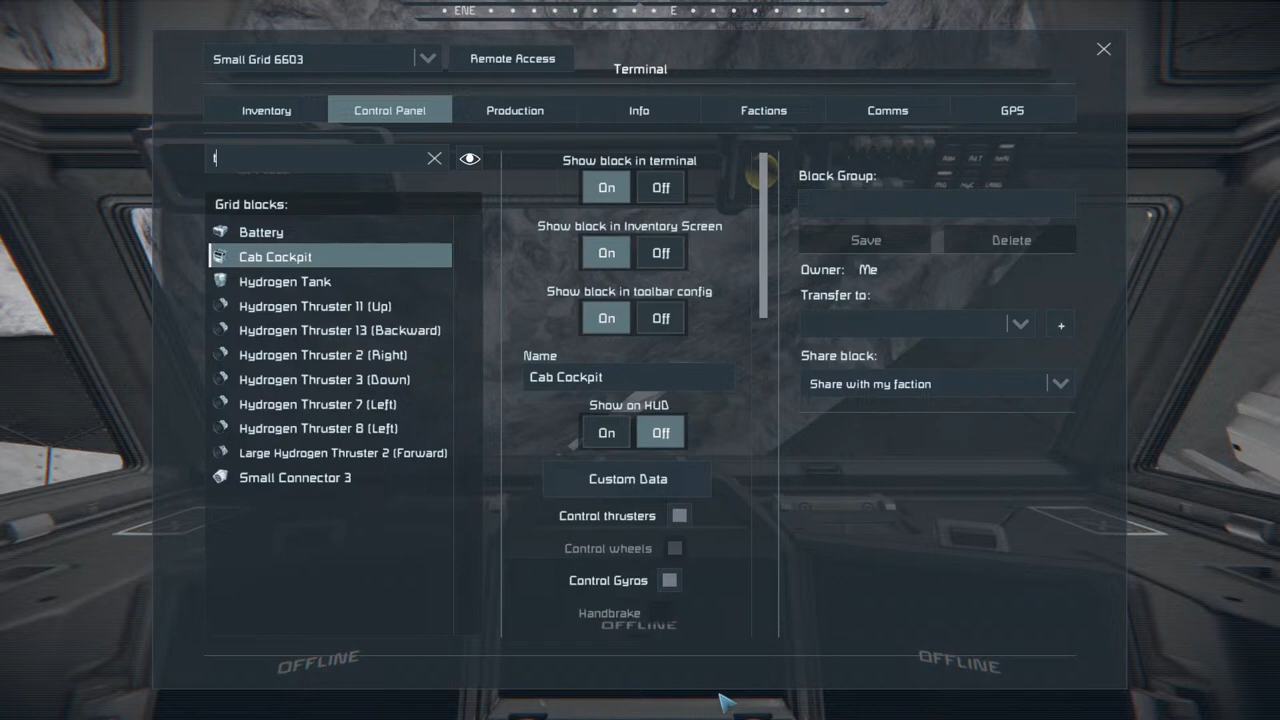 ENE E
Small Grid 6603
Remote Access
Terminal
Inventory
Control Panel
Production
Info
Factions
Comms
GPS
t
Grid blocks:
Battery
Cab Cockpit
Hydrogen Tank
Hydrogen Thruster 11 (Up)
Hydrogen Thruster 13 (Backward)
Hydrogen Thruster 2 (Right)
Hydrogen Thruster 3 (Down)
Hydrogen Thruster 7 (Left)
Hydrogen Thruster 8 (Left)
Large Hydrogen Thruster 2 (Forward)
Small Connector 3
Show block in terminal
On Off
Show block in Inventory Screen
On Off
Show block in toolbar config
On Off
Name
Cab Cockpit
Show on HUD
On Off
Custom Data
Control thrusters
Control wheels
Control Gyros
Handbrake
Block Group:
Save Delete
Owner: Me
Transfer to:
+
Share block:
Share with my faction
OFFLINE
OFFLINE
OFFLINE